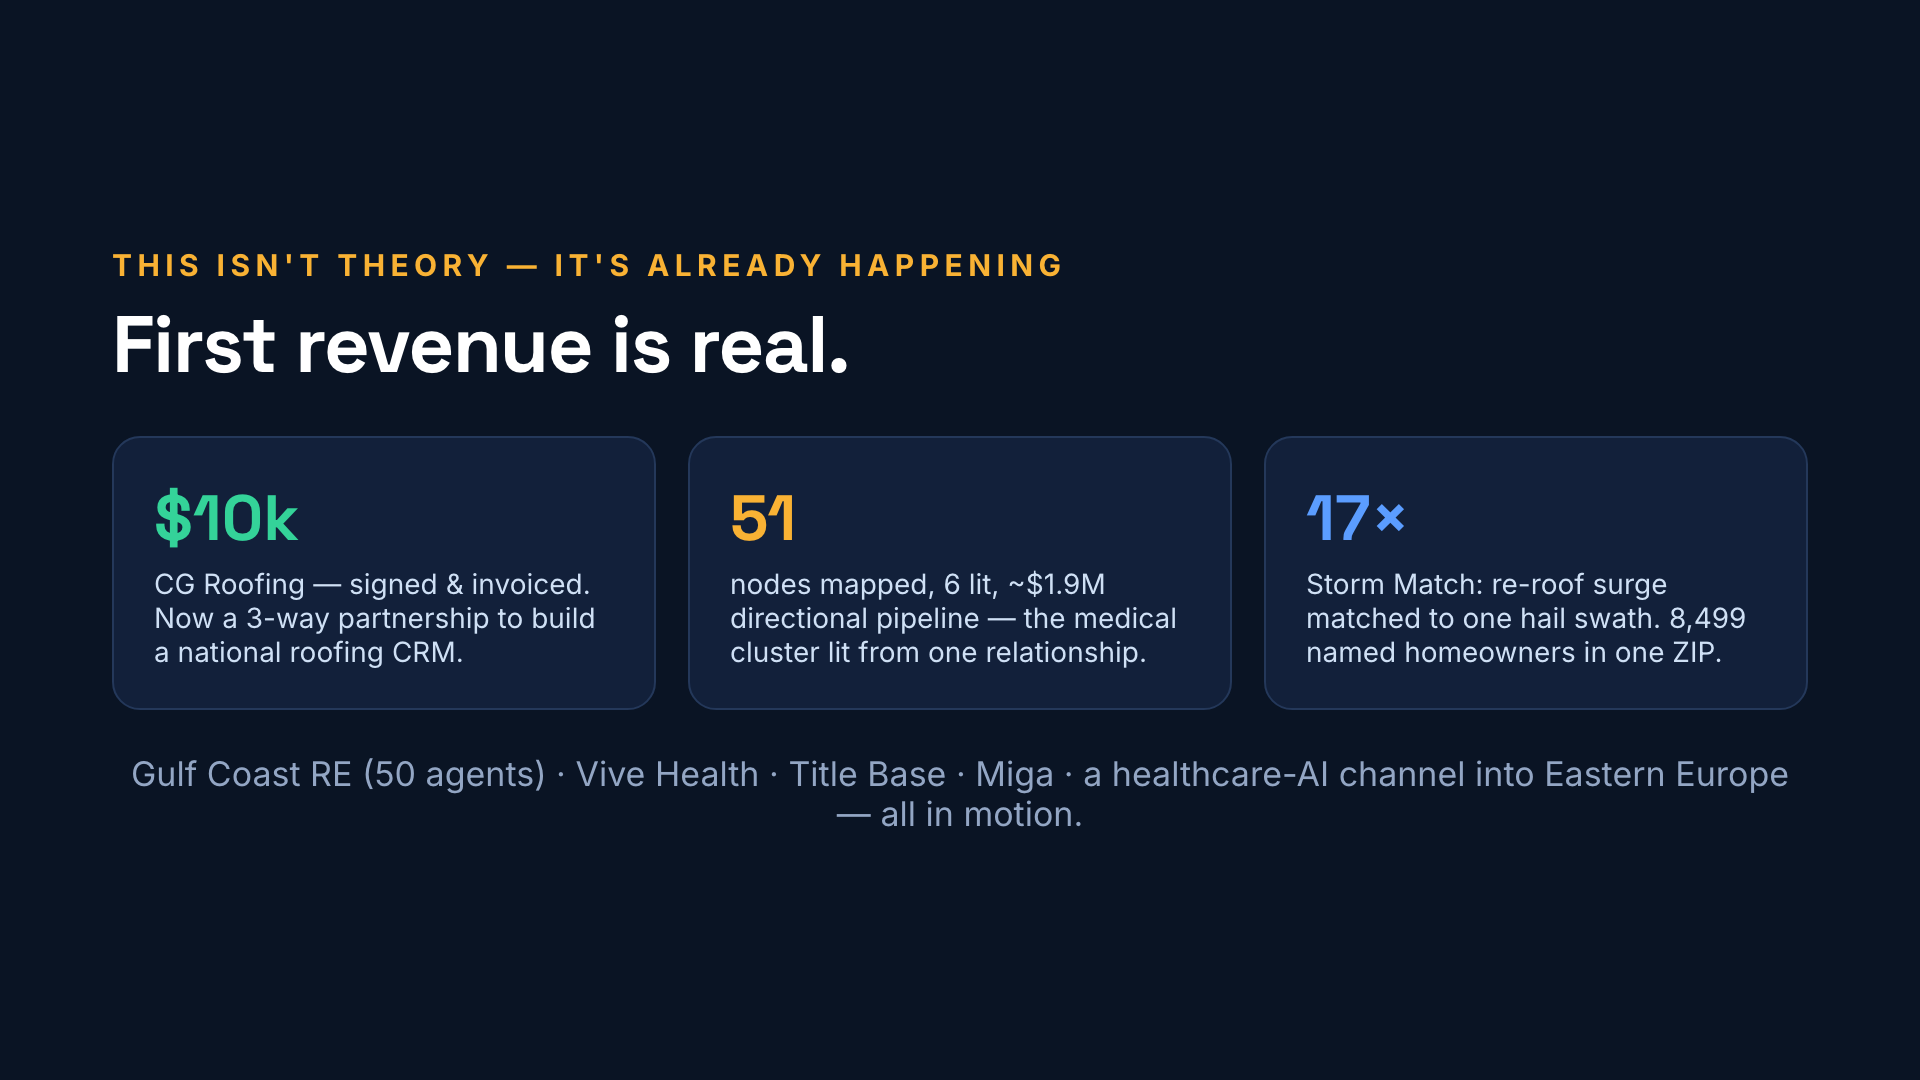 THIS ISN'T THEORY — IT'S ALREADY HAPPENING
First revenue is real.
$10k
CG Roofing — signed & invoiced.
Now a 3-way partnership to build
a national roofing CRM.
51
nodes mapped, 6 lit, ~$1.9M
directional pipeline — the medical
cluster lit from one relationship.
17×
Storm Match: re-roof surge
matched to one hail swath. 8,499
named homeowners in one ZIP.
Gulf Coast RE (50 agents) · Vive Health · Title Base · Miga · a healthcare-AI channel into Eastern Europe
— all in motion.